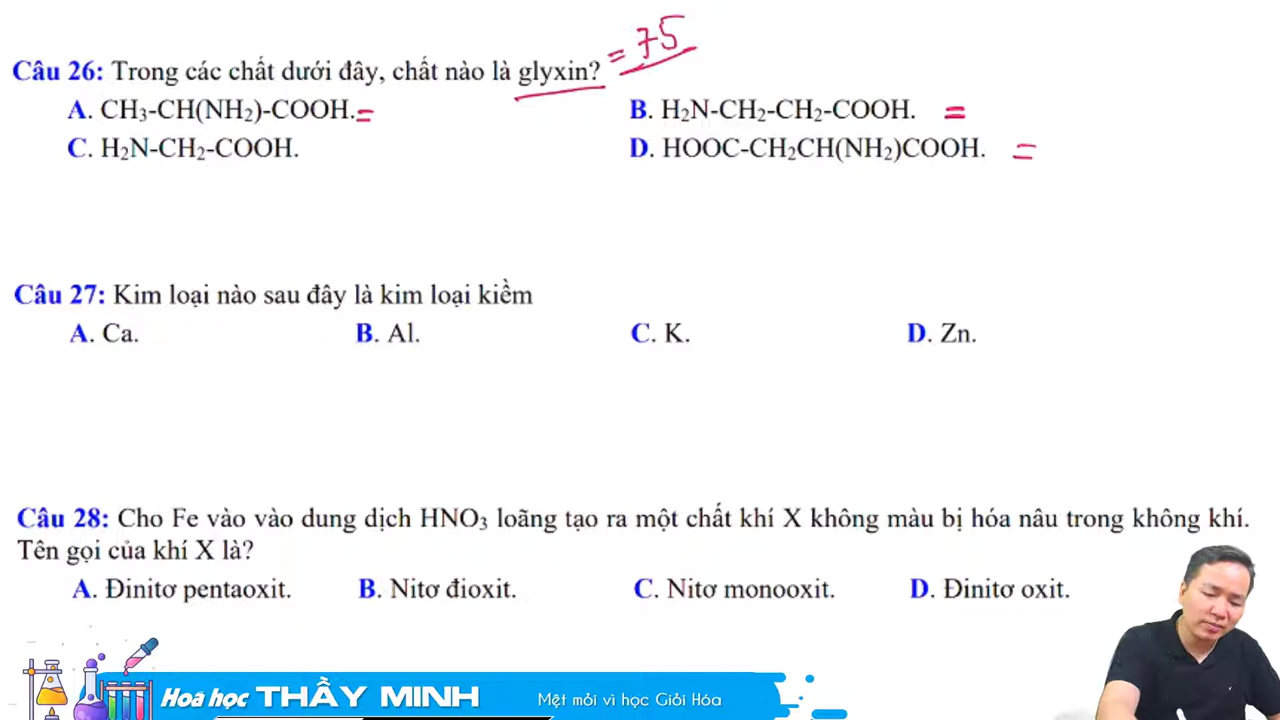 = 75
Câu 26: Trong các chất dưới đây, chất nào là glyxin?
A. CH₃-CH(NH₂)-COOH. =
B. H₂N-CH₂-CH₂-COOH. =
C. H₂N-CH₂-COOH.
D. HOOC-CH₂CH(NH₂)COOH. =
Câu 27: Kim loại nào sau đây là kim loại kiềm
A. Ca. B. Al. C. K. D. Zn.
Câu 28: Cho Fe vào vào dung dịch HNO₃ loãng tạo ra một chất khí X không màu bị hóa nâu trong không khí.
Tên gọi của khí X là?
A. Đinitơ pentaoxit. B. Nitơ đioxit. C. Nitơ monooxit. D. Đinitơ oxit.
Hoá học THẦY MINH Mệt mỏi vì học Giỏi Hóa